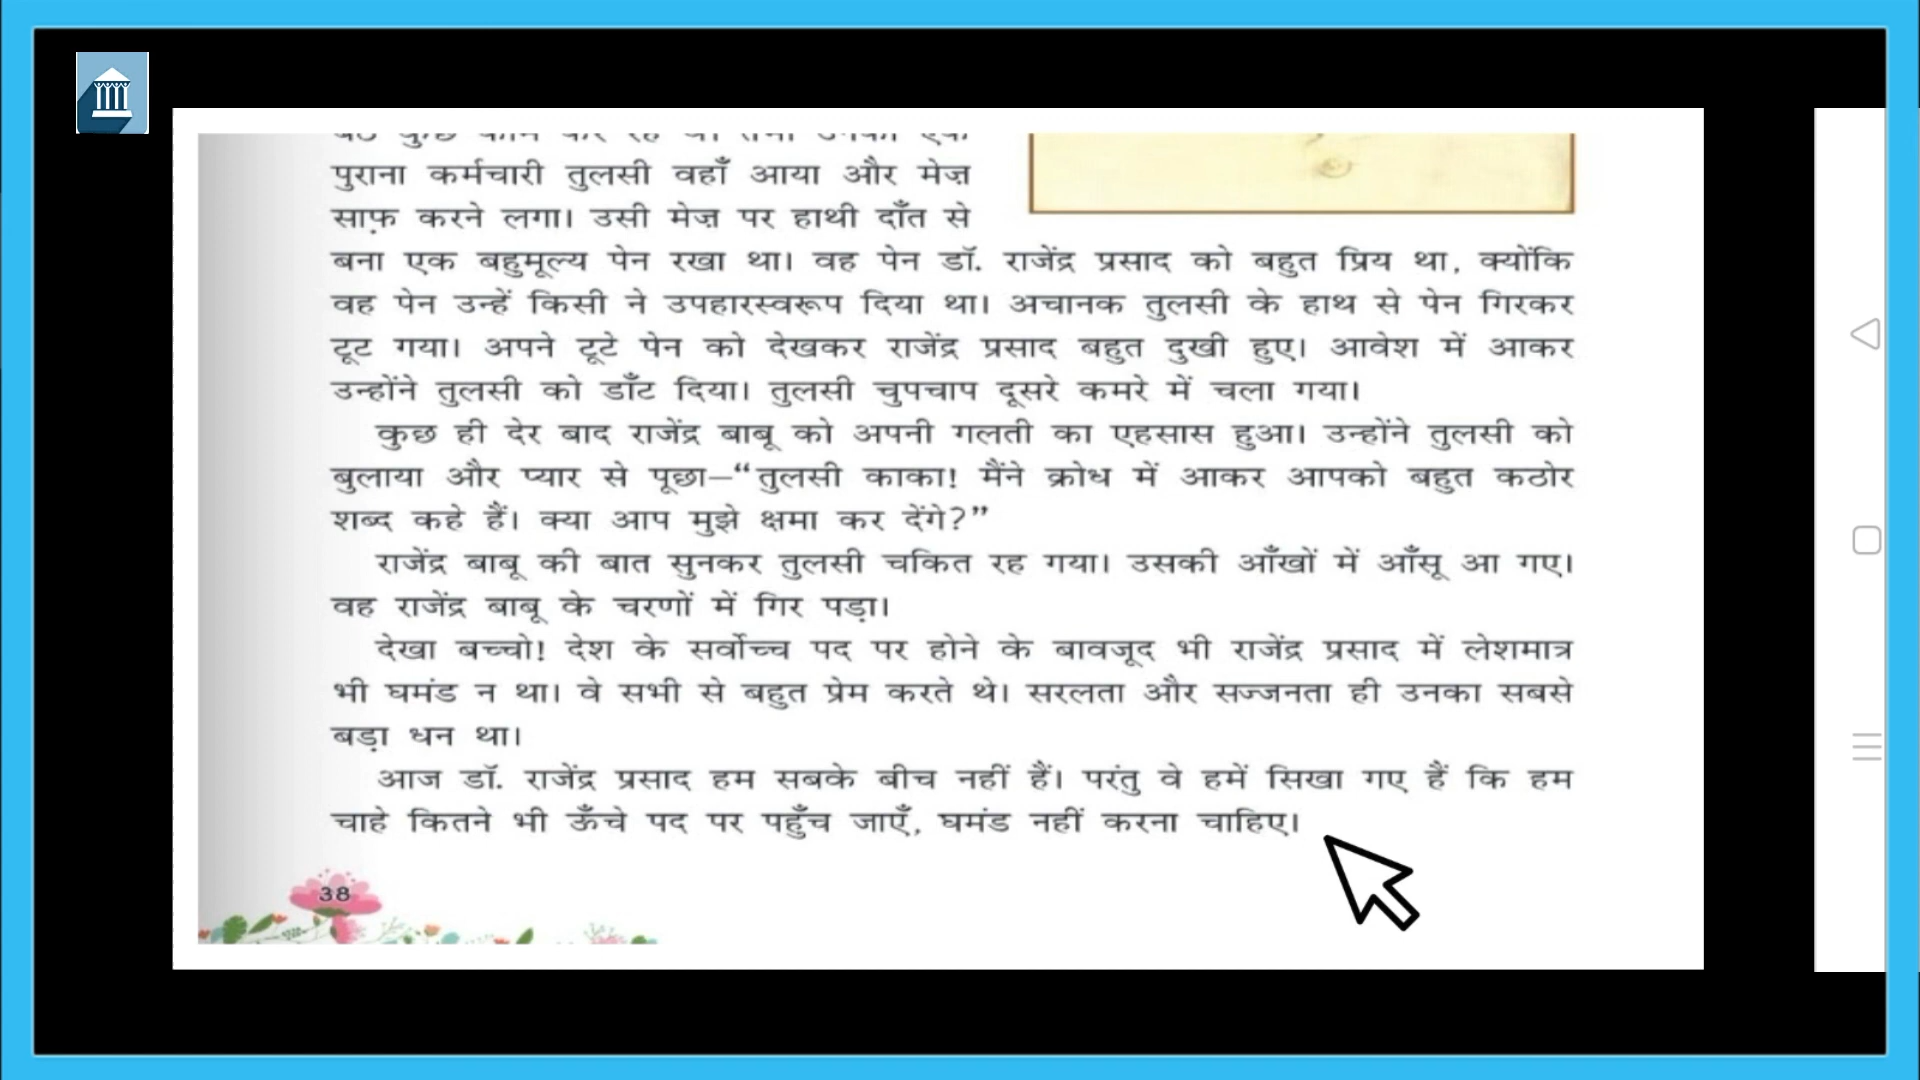 पुराना कर्मचारी तुलसी वहाँ आया और मेज़
साफ़ करने लगा। उसी मेज़ पर हाथी दाँत से
बना एक बहुमूल्य पेन रखा था। वह पेन डॉ. राजेंद्र प्रसाद को बहुत प्रिय था, क्योंकि
वह पेन उन्हें किसी ने उपहारस्वरूप दिया था। अचानक तुलसी के हाथ से पेन गिरकर
टूट गया। अपने टूटे पेन को देखकर राजेंद्र प्रसाद बहुत दुखी हुए। आवेश में आकर
उन्होंने तुलसी को डाँट दिया। तुलसी चुपचाप दूसरे कमरे में चला गया।
कुछ ही देर बाद राजेंद्र बाबू को अपनी गलती का एहसास हुआ। उन्होंने तुलसी को
बुलाया और प्यार से पूछा–“तुलसी काका! मैंने क्रोध में आकर आपको बहुत कठोर
शब्द कहे हैं। क्या आप मुझे क्षमा कर देंगे?”
राजेंद्र बाबू की बात सुनकर तुलसी चकित रह गया। उसकी आँखों में आँसू आ गए।
वह राजेंद्र बाबू के चरणों में गिर पड़ा।
देखा बच्चो! देश के सर्वोच्च पद पर होने के बावजूद भी राजेंद्र प्रसाद में लेशमात्र
भी घमंड न था। वे सभी से बहुत प्रेम करते थे। सरलता और सज्जनता ही उनका सबसे
बड़ा धन था।
आज डॉ. राजेंद्र प्रसाद हम सबके बीच नहीं हैं। परंतु वे हमें सिखा गए हैं कि हम
चाहे कितने भी ऊँचे पद पर पहुँच जाएँ, घमंड नहीं करना चाहिए।
38